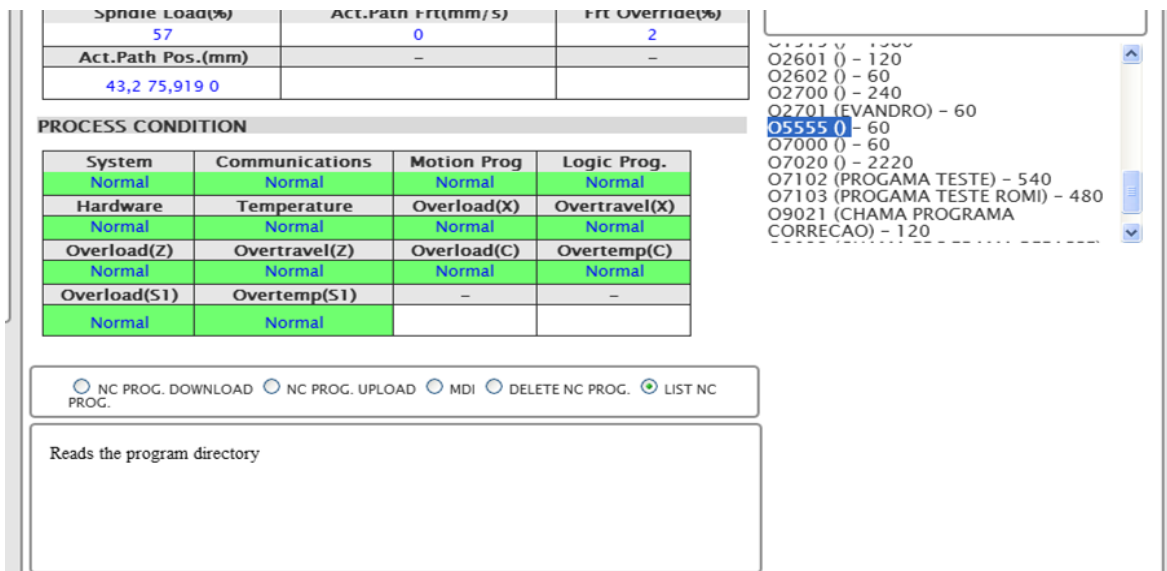 Spndle Load(%) Act.Path Frt(mm/s) Frt Override(%)
57 0 2
Act.Path Pos.(mm) – –
43,2 75,919 0
PROCESS CONDITION
System Communications Motion Prog Logic Prog.
Normal Normal Normal Normal
Hardware Temperature Overload(X) Overtravel(X)
Normal Normal Normal Normal
Overload(Z) Overtravel(Z) Overload(C) Overtemp(C)
Normal Normal Normal Normal
Overload(S1) Overtemp(S1) – –
Normal Normal
NC PROG. DOWNLOAD NC PROG. UPLOAD MDI DELETE NC PROG. LIST NC
PROG.
Reads the program directory
O2601 () – 120
O2602 () – 60
O2700 () – 240
O2701 (EVANDRO) – 60
O5555 () – 60
O7000 () – 60
O7020 () – 2220
O7102 (PROGAMA TESTE) – 540
O7103 (PROGAMA TESTE ROMI) – 480
O9021 (CHAMA PROGRAMA
CORRECAO) – 120